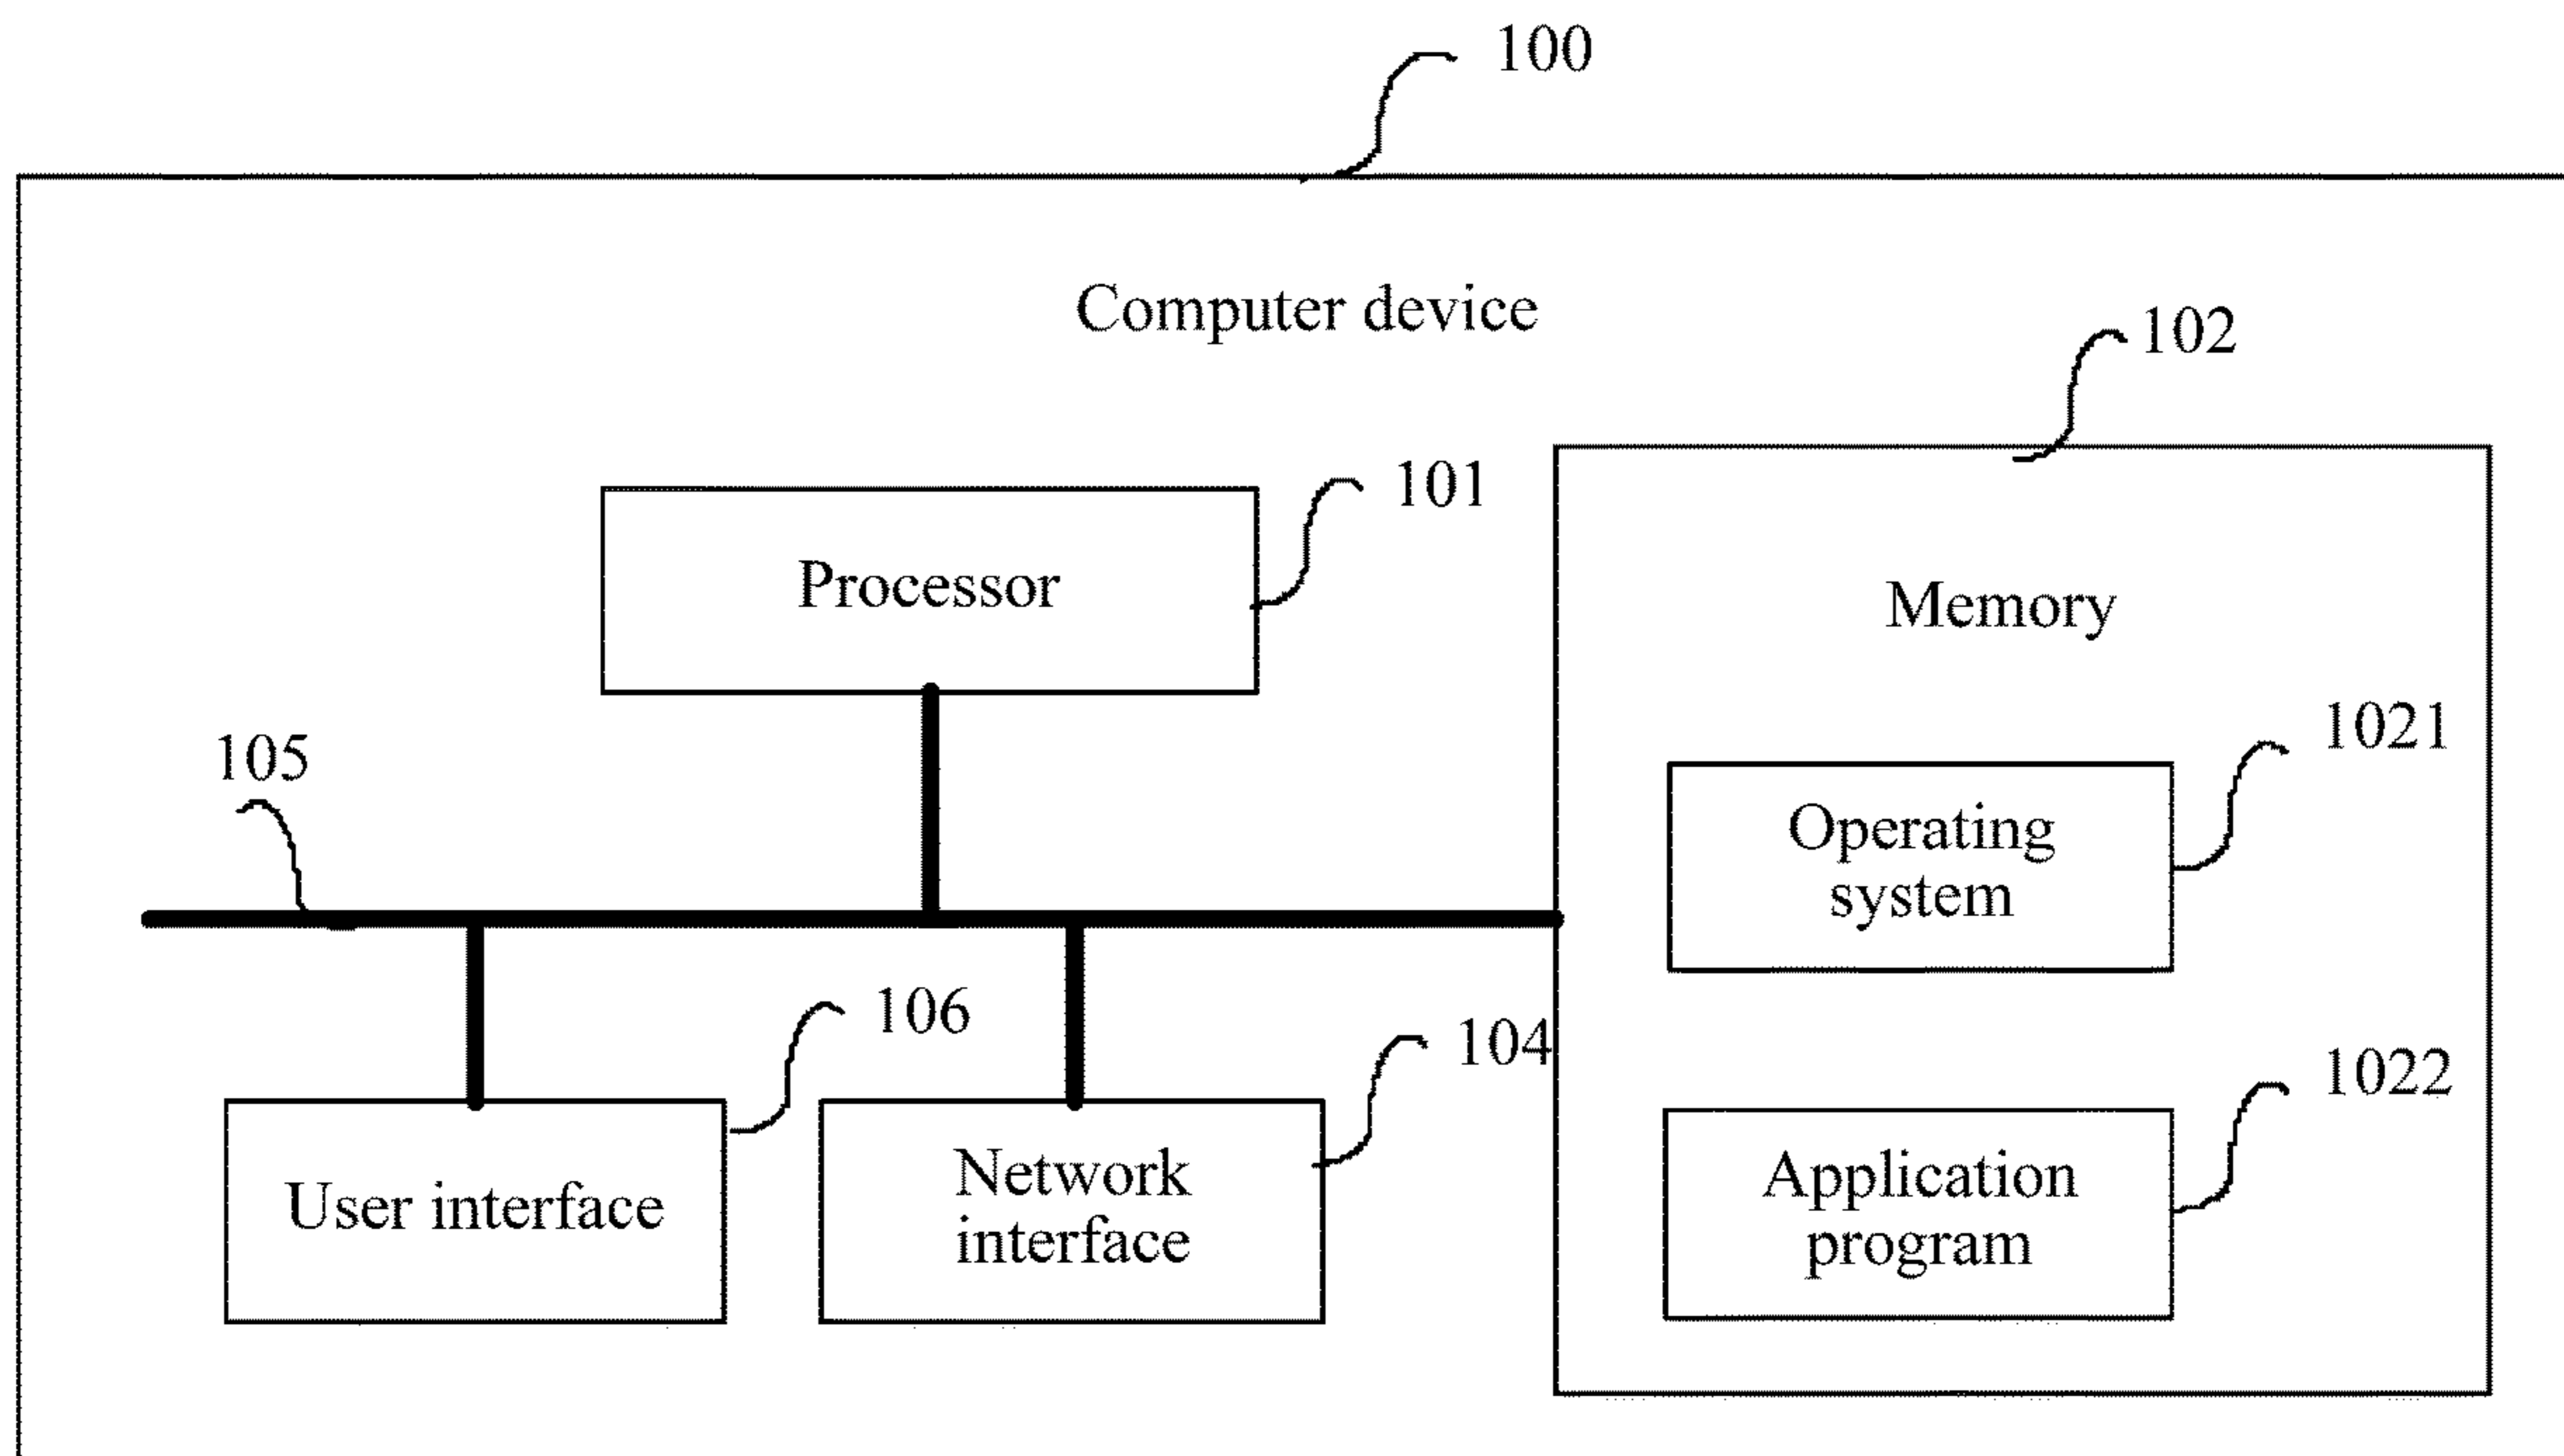 100
Computer device
102
101
Processor
Memory
105
1021
Operating
system
106
104
1022
User interface
Network
interface
Application
program